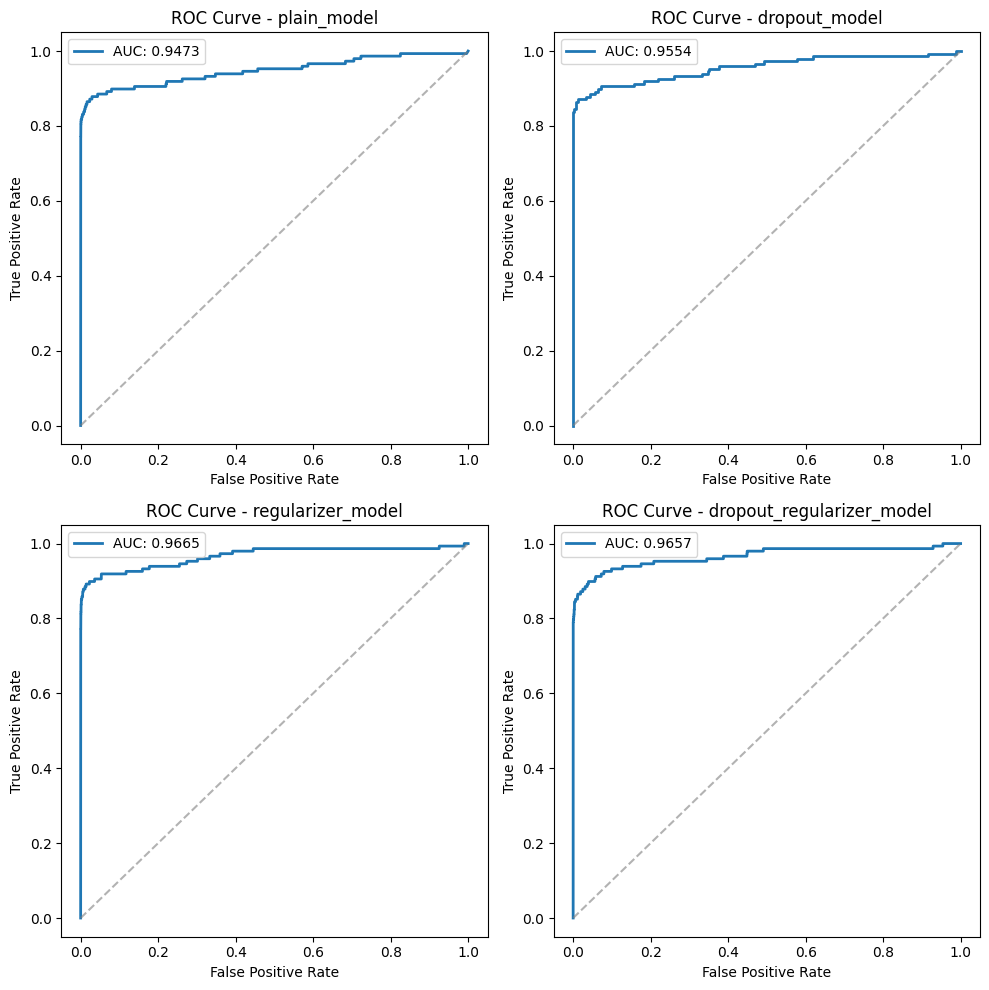 ROC Curve - plain_model
AUC: 0.9473
1.0
0.8
0.6
0.4
0.2
0.0
True Positive Rate
0.0 0.2 0.4 0.6 0.8 1.0
False Positive Rate
ROC Curve - dropout_model
AUC: 0.9554
1.0
0.8
0.6
0.4
0.2
0.0
True Positive Rate
0.0 0.2 0.4 0.6 0.8 1.0
False Positive Rate
ROC Curve - regularizer_model
AUC: 0.9665
1.0
0.8
0.6
0.4
0.2
0.0
True Positive Rate
0.0 0.2 0.4 0.6 0.8 1.0
False Positive Rate
ROC Curve - dropout_regularizer_model
AUC: 0.9657
1.0
0.8
0.6
0.4
0.2
0.0
True Positive Rate
0.0 0.2 0.4 0.6 0.8 1.0
False Positive Rate